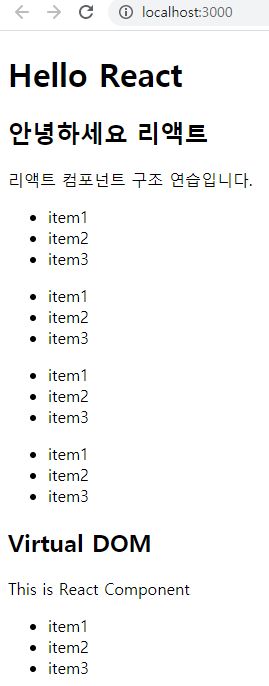 localhost:3000
Hello React
안녕하세요 리액트
리액트 컴포넌트 구조 연습입니다.
item1
item2
item3
item1
item2
item3
item1
item2
item3
item1
item2
item3
Virtual DOM
This is React Component
item1
item2
item3